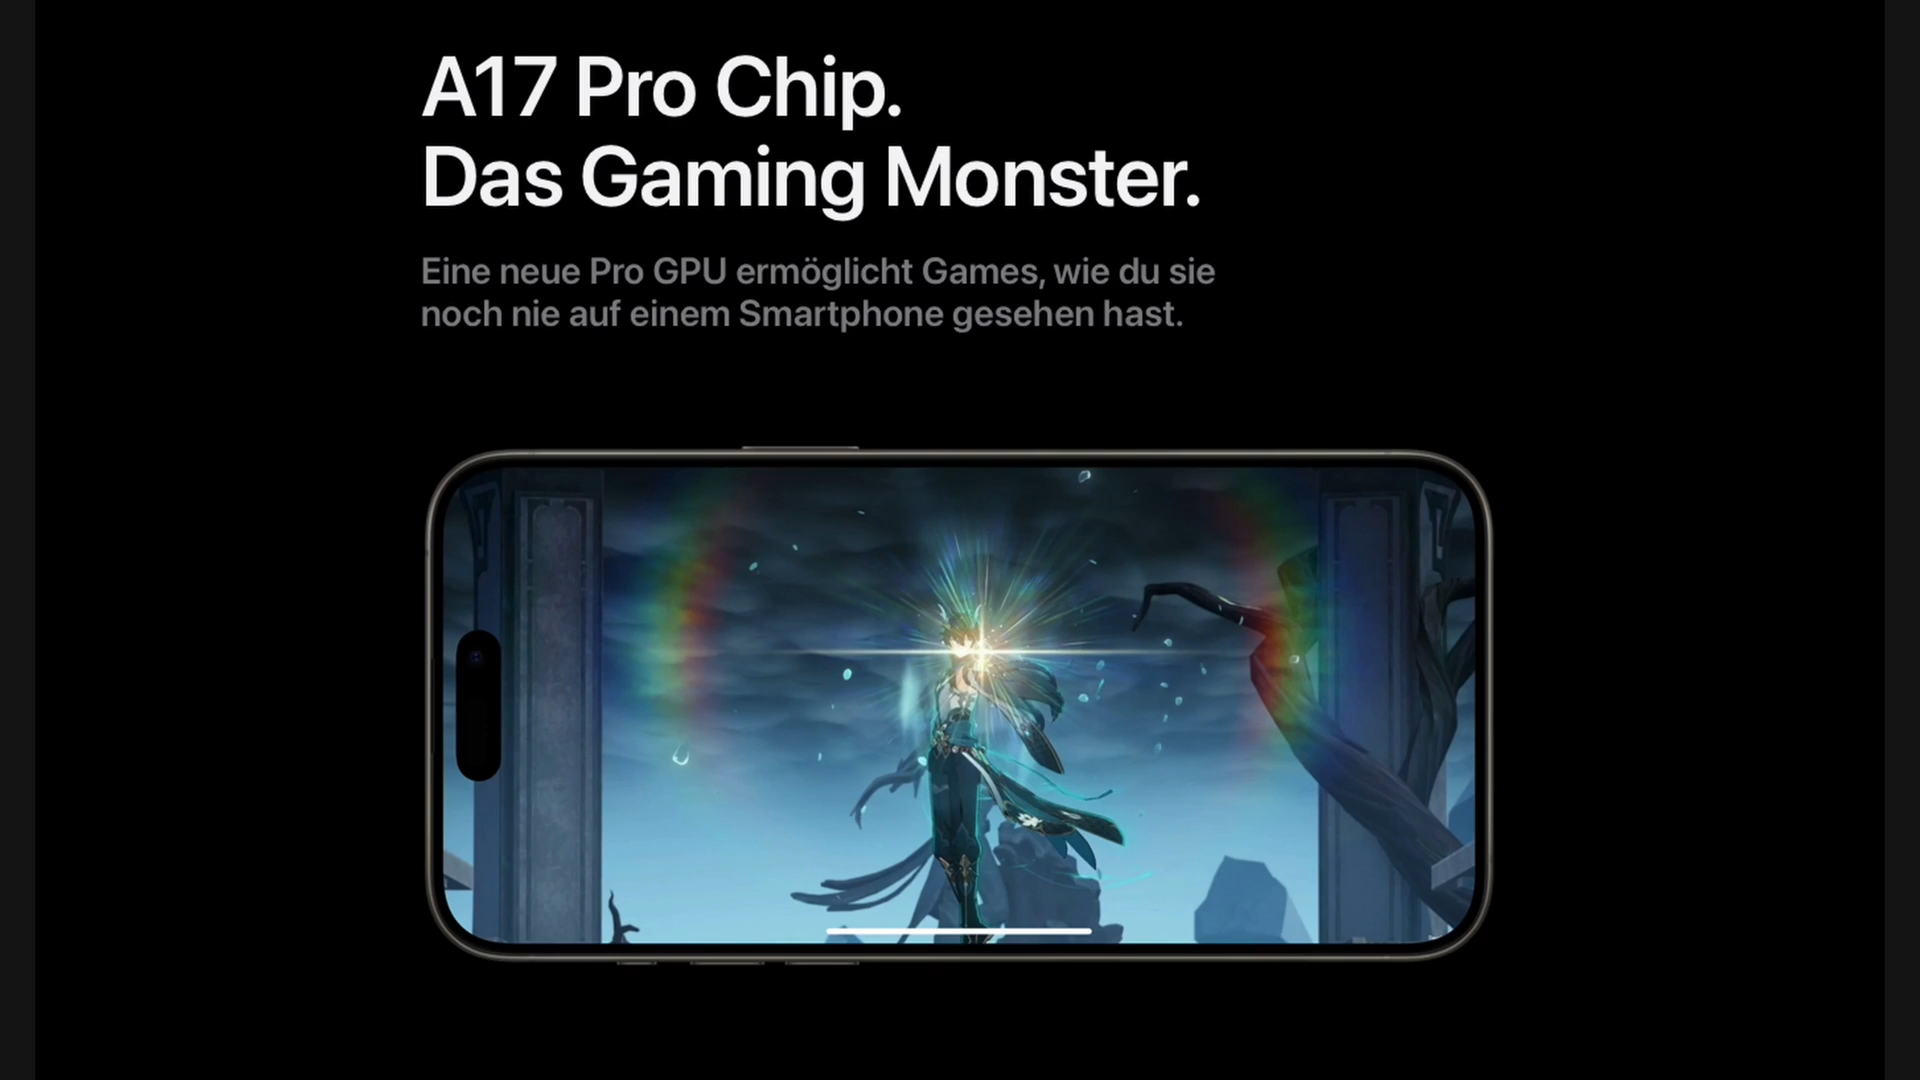 A17 Pro Chip.
Das Gaming Monster.
Eine neue Pro GPU ermöglicht Games, wie du sie
noch nie auf einem Smartphone gesehen hast.